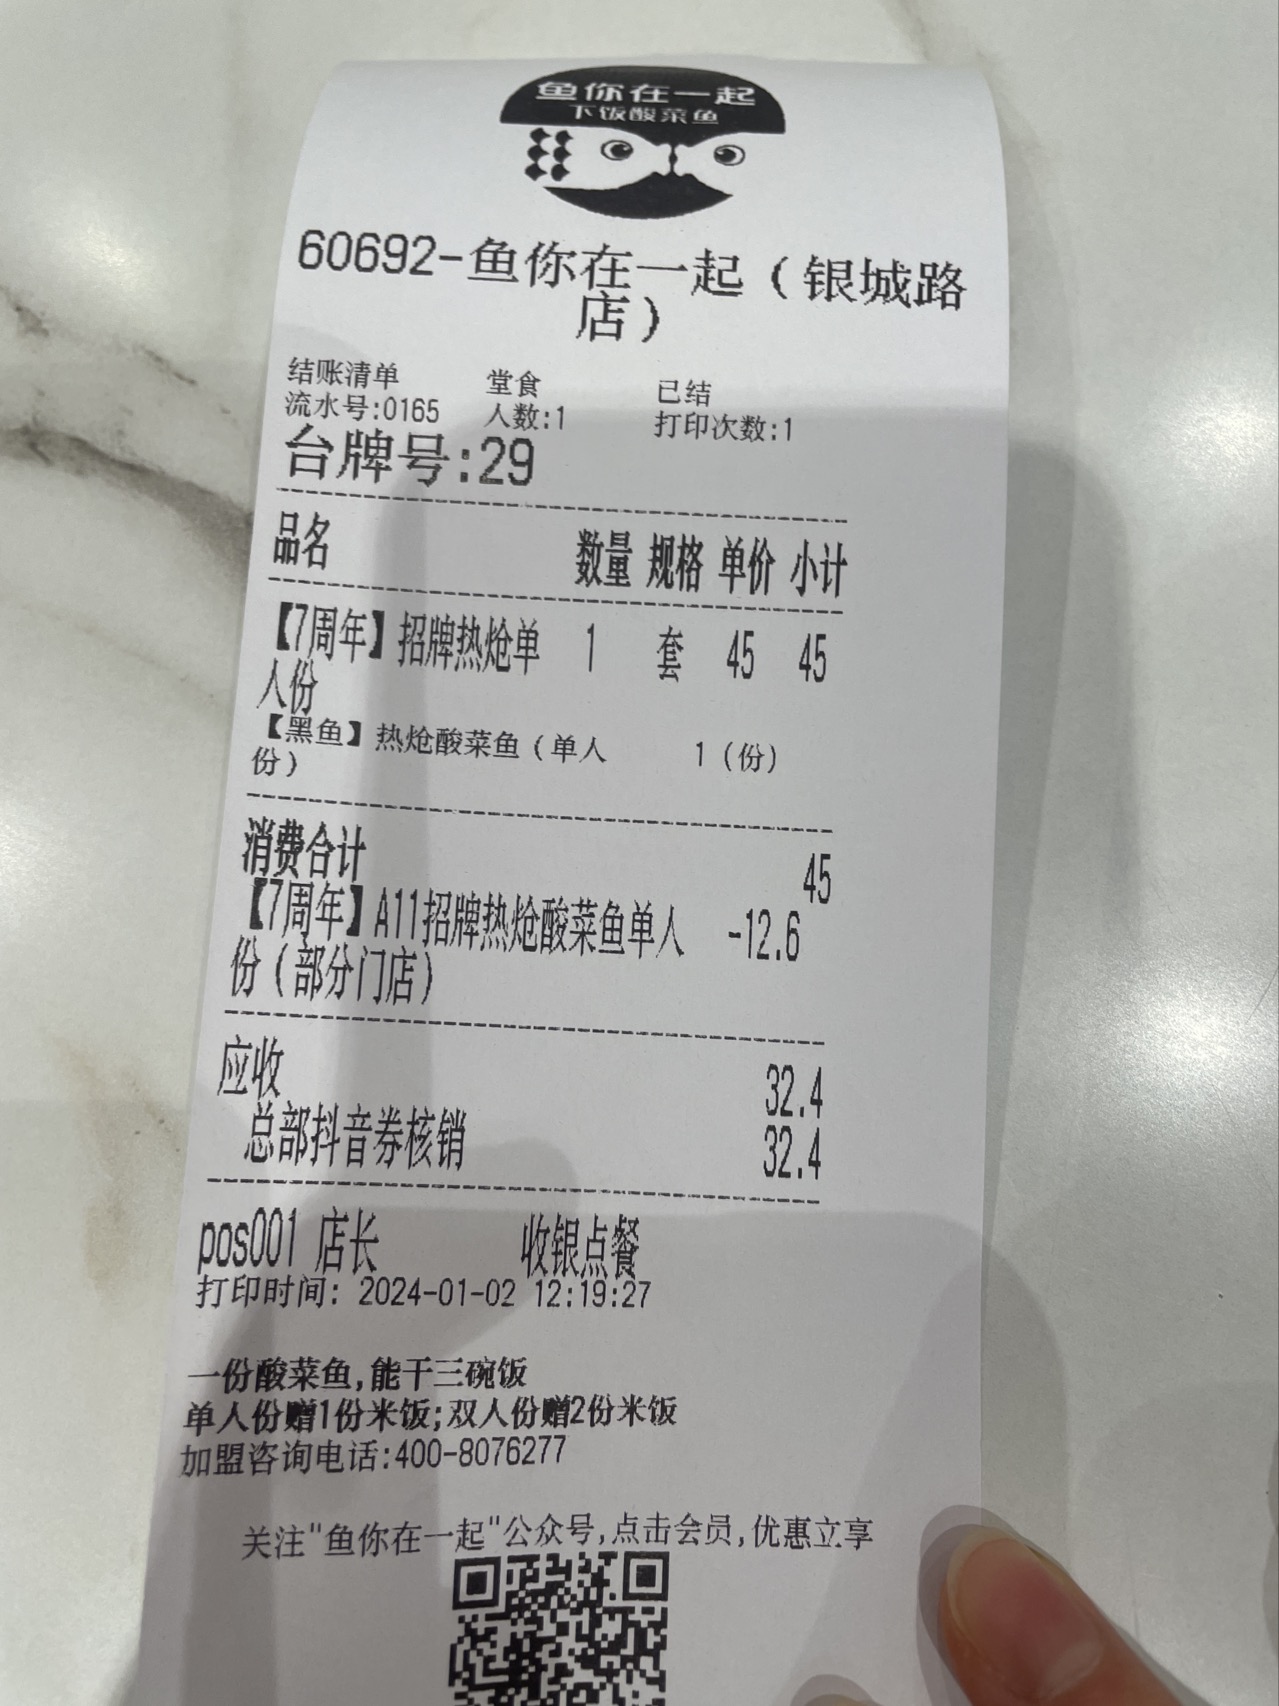 鱼你在一起
下饭酸菜鱼
60692-鱼你在一起（银城路
店）
结账清单 堂食 已结
流水号:0165 人数:1 打印次数:1
台牌号:29
品名 数量 规格 单价 小计
【7周年】招牌热炝单 1 套 45 45
人份
【黑鱼】热炝酸菜鱼（单人 1（份）
份）
消费合计 45
【7周年】A11招牌热炝酸菜鱼单人 -12.6
份（部分门店）
应收 32.4
总部抖音券核销 32.4
pos001 店长 收银点餐
打印时间: 2024-01-02 12:19:27
一份酸菜鱼,能干三碗饭
单人份赠1份米饭;双人份赠2份米饭
加盟咨询电话:400-8076277
关注"鱼你在一起"公众号,点击会员,优惠立享